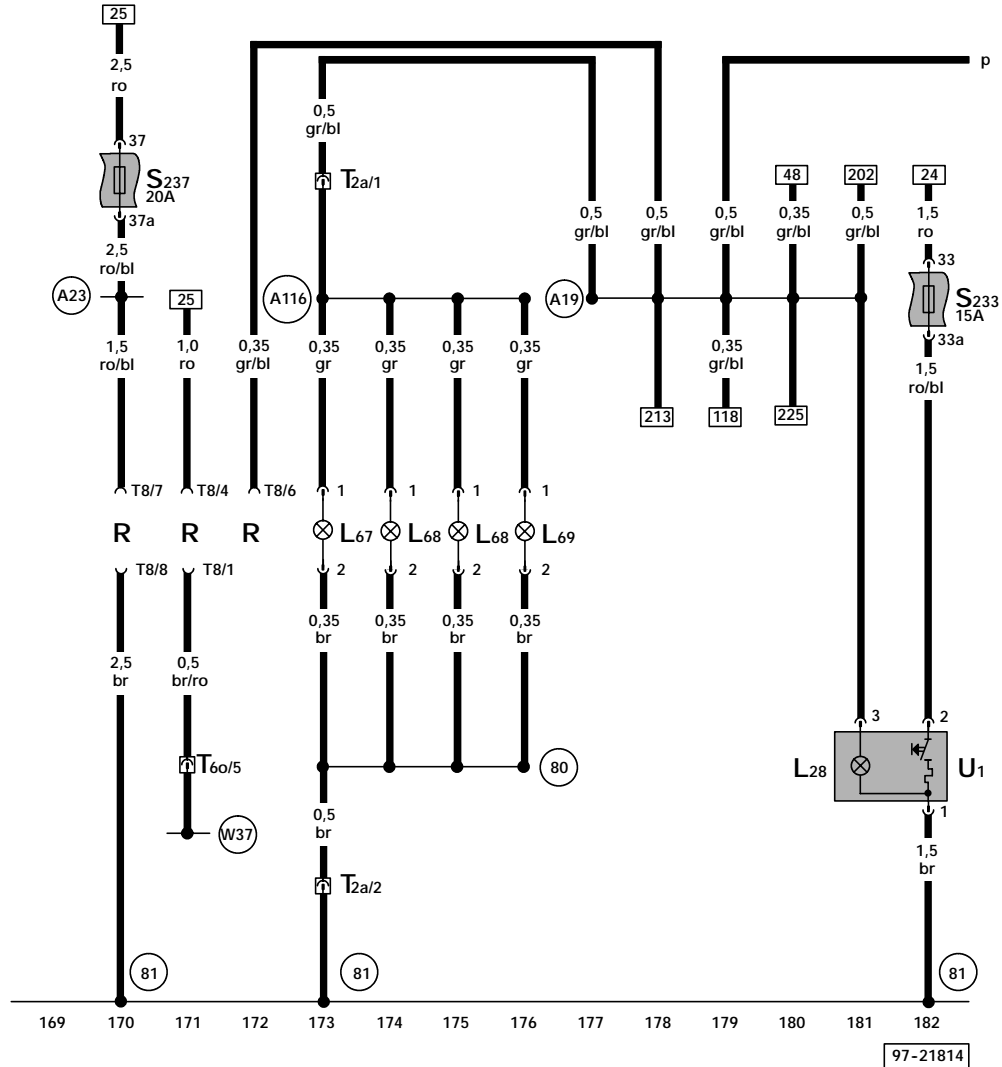 25
2,5
ro
p
0,5
gr/bl
37
S237
20A
37a
T2a/1
48
202
24
0,5
gr/bl
0,5
gr/bl
0,5
gr/bl
0,35
gr/bl
0,5
gr/bl
1,5
ro
2,5
ro/bl
33
S233
15A
33a
A23
25
A116
A19
1,5
ro/bl
1,0
ro
0,35
gr/bl
0,35
gr
0,35
gr
0,35
gr
0,35
gr
0,35
gr/bl
1,5
ro/bl
213
118
225
T8/7
T8/4
T8/6
1
1
1
1
R
R
R
L67
L68
L68
L69
T8/8
T8/1
2
2
2
2
0,35
br
0,35
br
0,35
br
0,35
br
2,5
br
0,5
br/ro
3
2
T6o/5
80
L28
U1
W37
0,5
br
1
1,5
br
T2a/2
81
81
81
169 170 171 172 173 174 175 176 177 178 179 180 181 182
97-21814